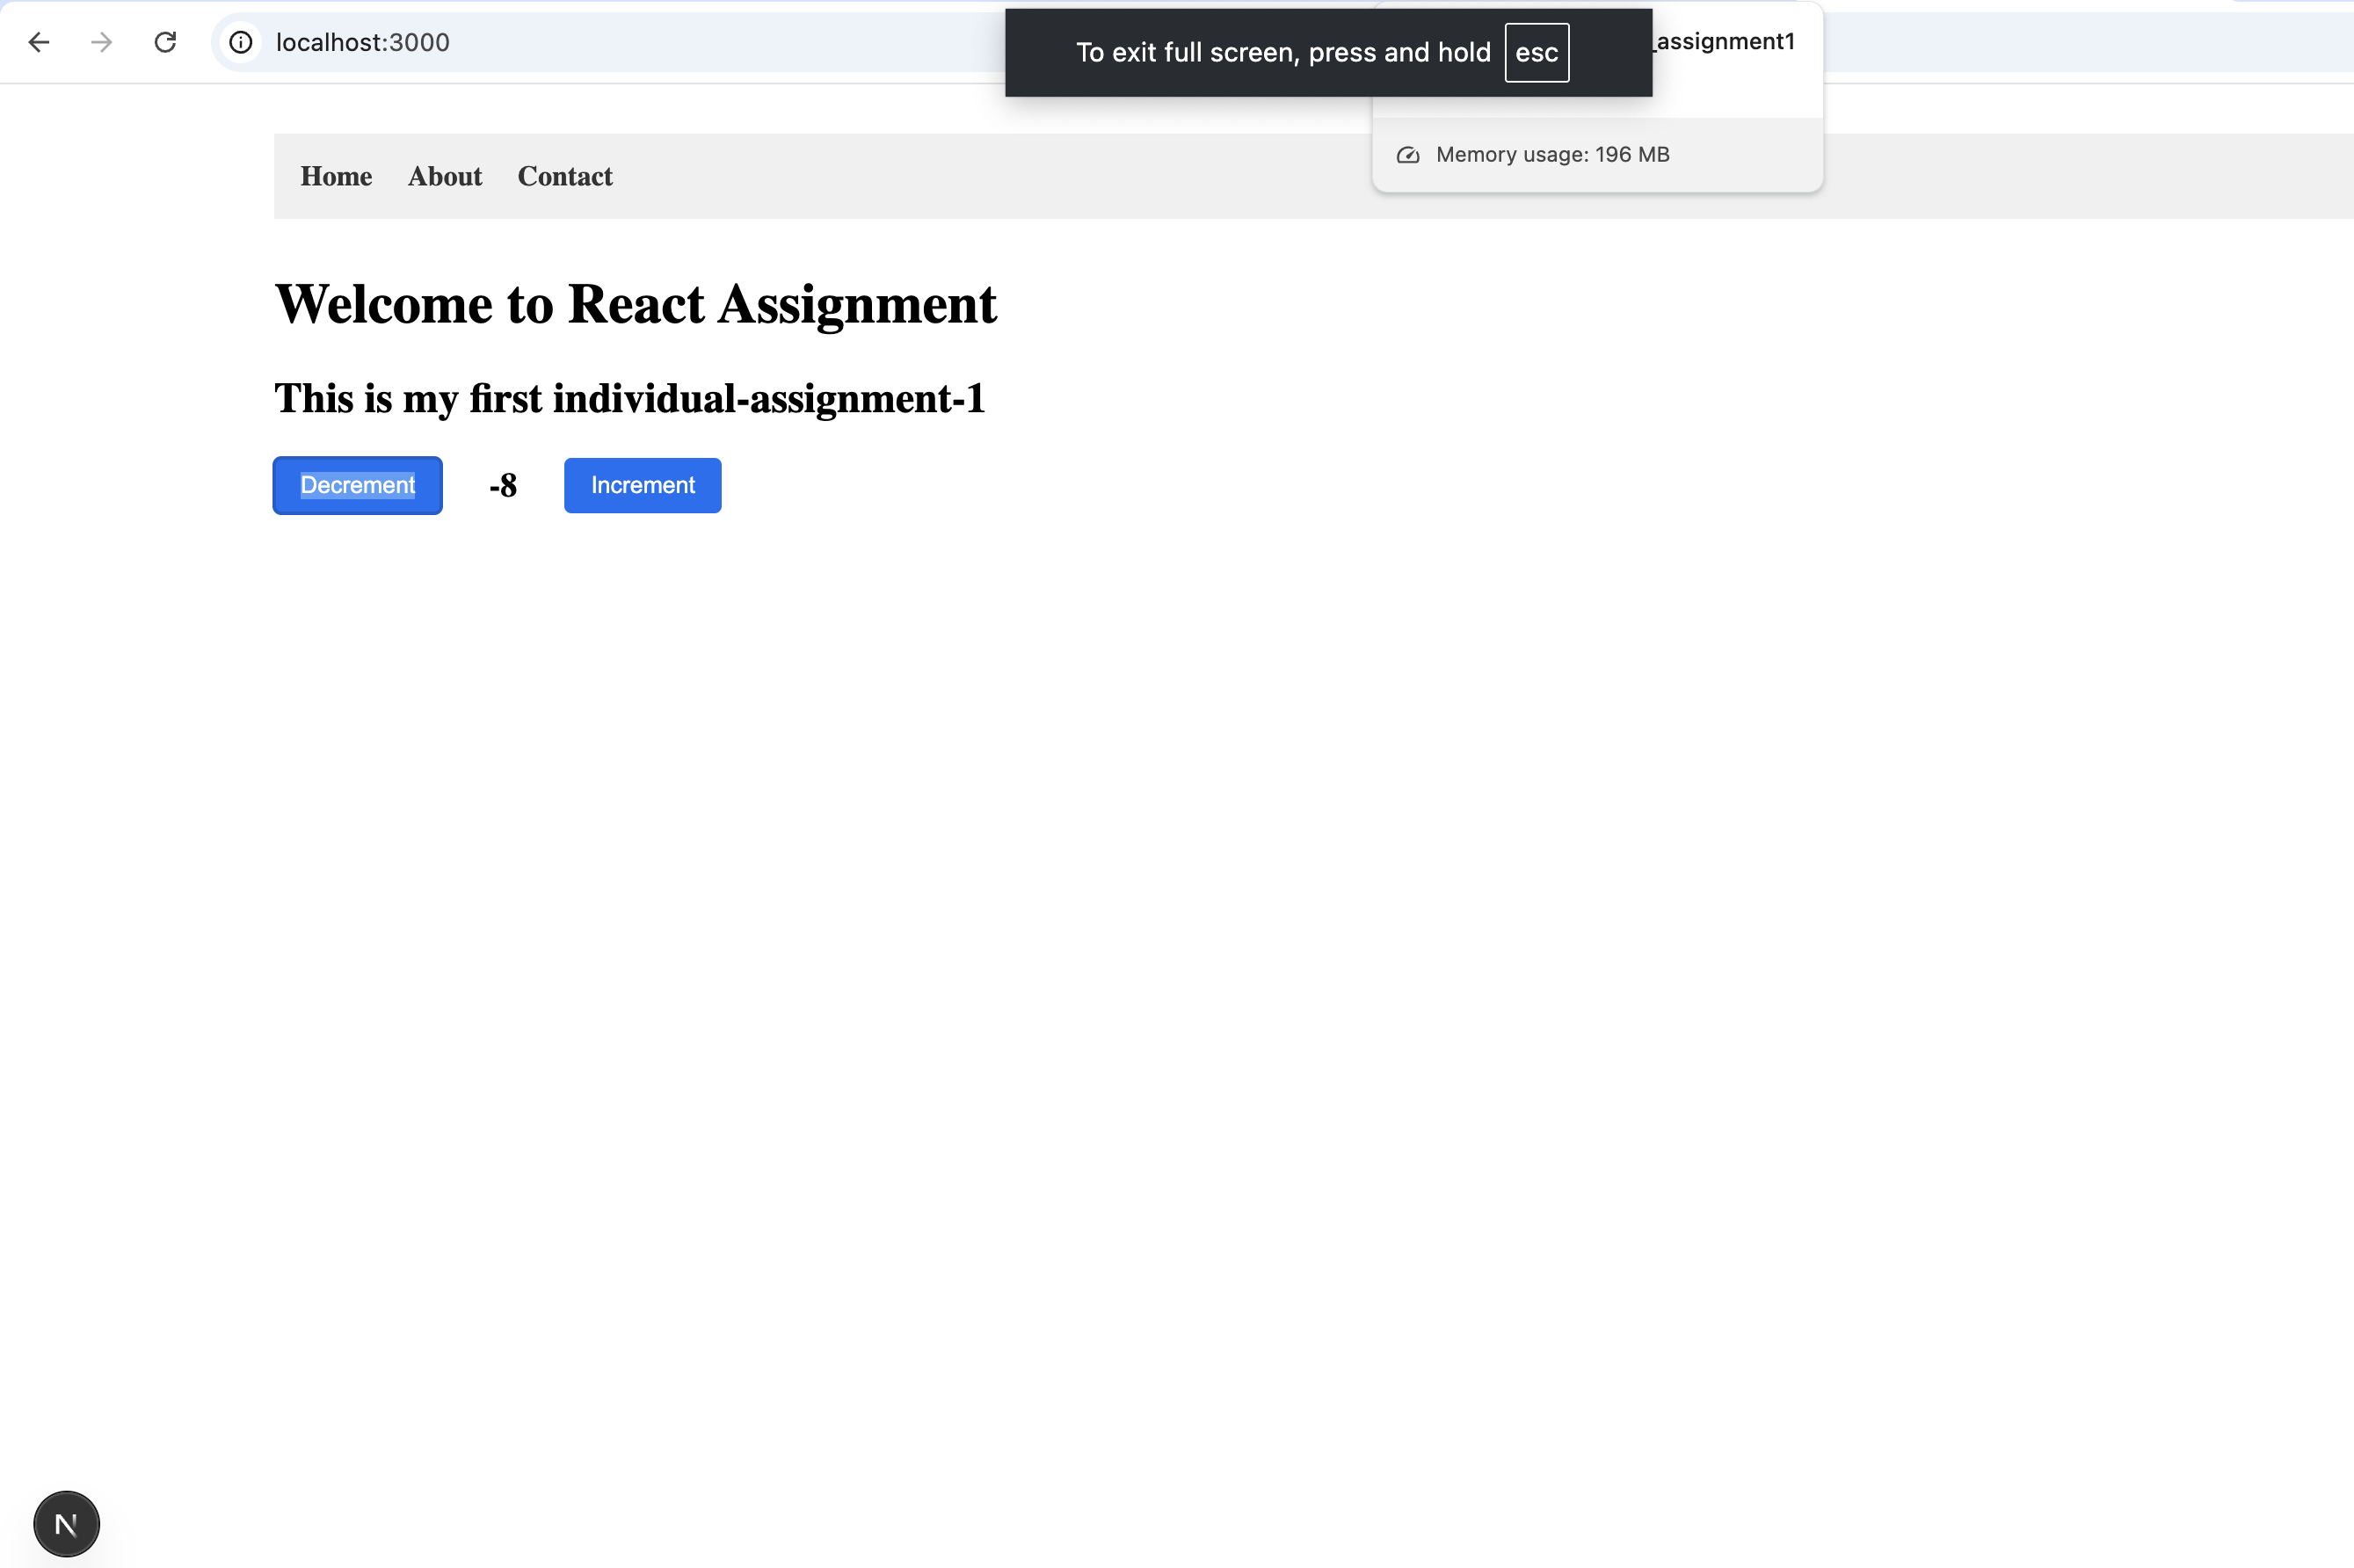 localhost:3000
To exit full screen, press and hold esc
_assignment1
Memory usage: 196 MB
Home About Contact
Welcome to React Assignment
This is my first individual-assignment-1
Decrement -8 Increment
N